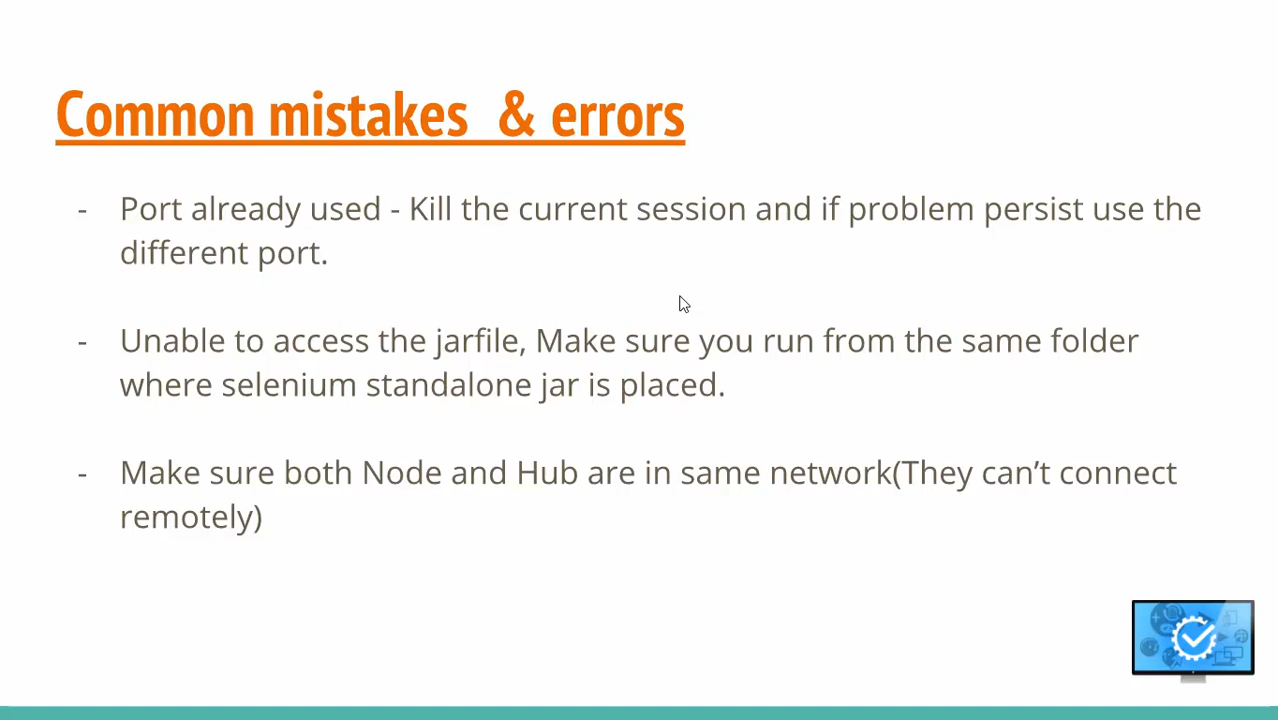 Common mistakes & errors
- Port already used - Kill the current session and if problem persist use the
different port.
- Unable to access the jarfile, Make sure you run from the same folder
where selenium standalone jar is placed.
- Make sure both Node and Hub are in same network(They can’t connect
remotely)